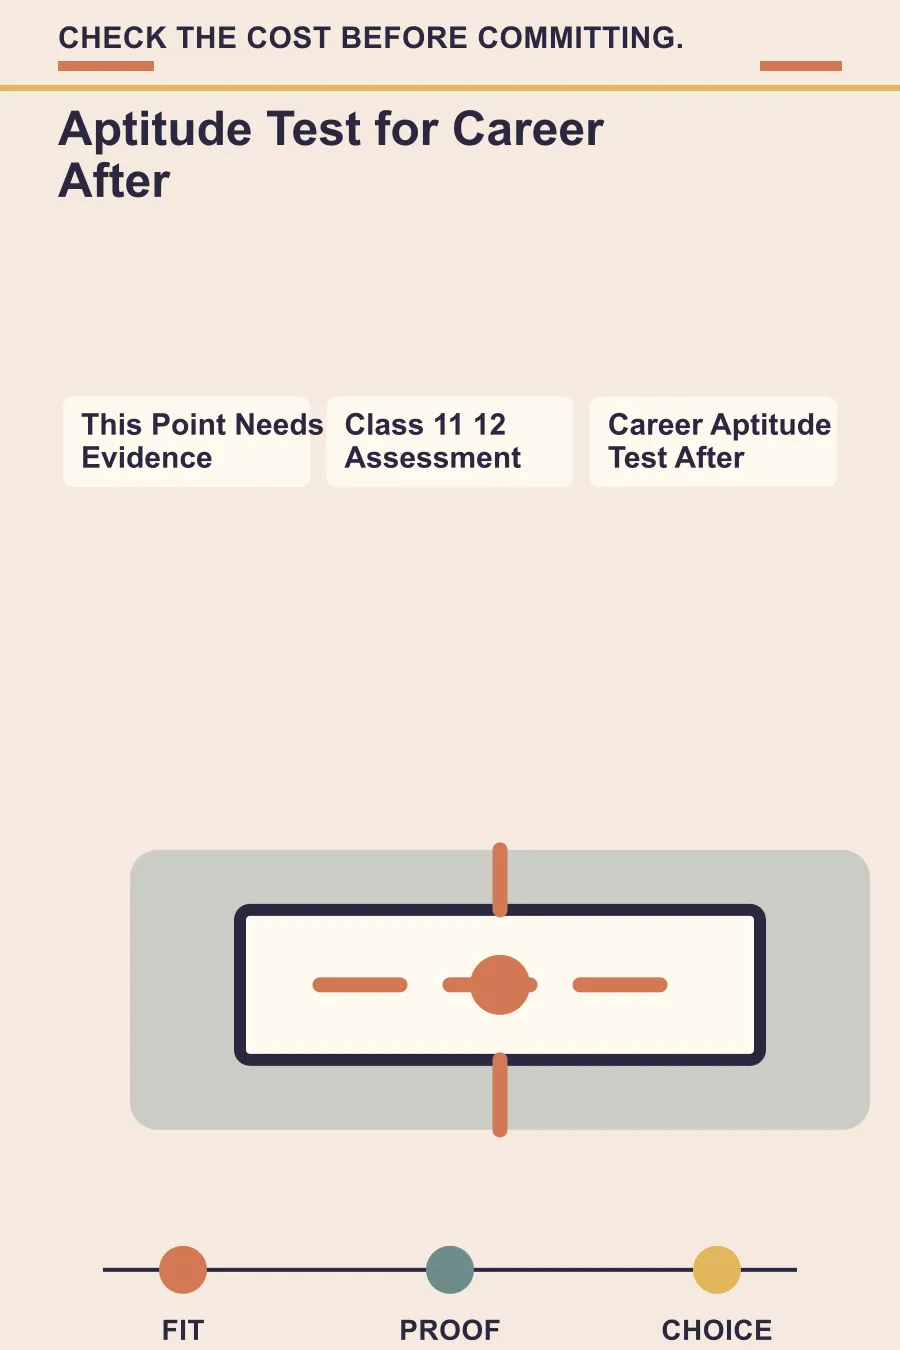 CHECK THE COST BEFORE COMMITTING.
Aptitude Test for Career
After
This Point Needs
Evidence
Class 11 12
Assessment
Career Aptitude
Test After
FIT
PROOF
CHOICE